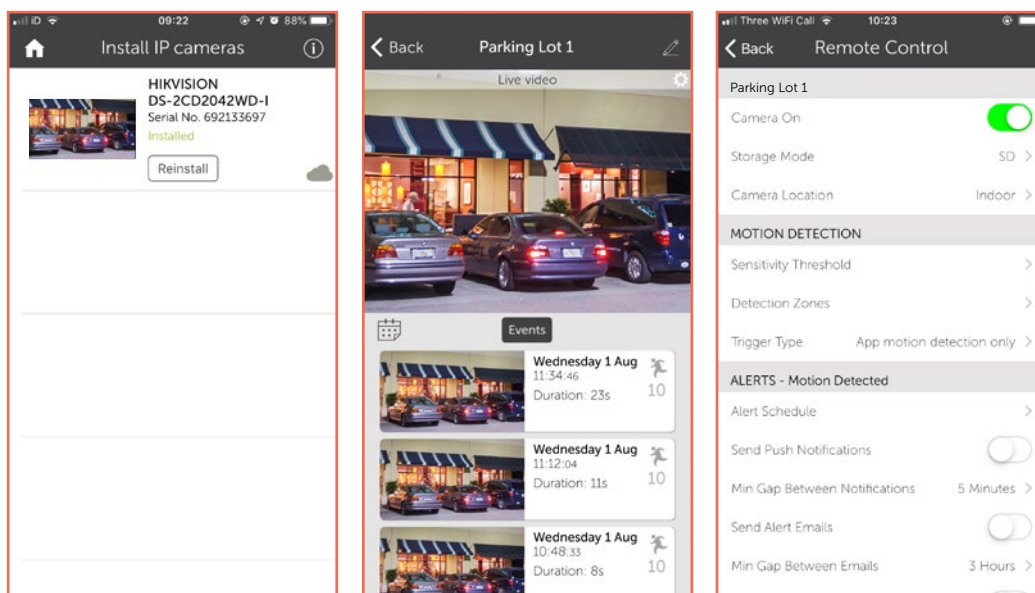 iD 09:22 88%
Install IP cameras
HIKVISION
DS-2CD2042WD-I
Serial No. 692133697
Installed
Reinstall
Back Parking Lot 1
Live video
Events
Wednesday 1 Aug
11:34:46
Duration: 23s
10
Wednesday 1 Aug
11:12:04
Duration: 11s
10
Wednesday 1 Aug
10:48:33
Duration: 8s
10
Three WiFi Call 10:23
Back Remote Control
Parking Lot 1
Camera On
Storage Mode SD
Camera Location Indoor
MOTION DETECTION
Sensitivity Threshold
Detection Zones
Trigger Type App motion detection only
ALERTS - Motion Detected
Alert Schedule
Send Push Notifications
Min Gap Between Notifications 5 Minutes
Send Alert Emails
Min Gap Between Emails 3 Hours